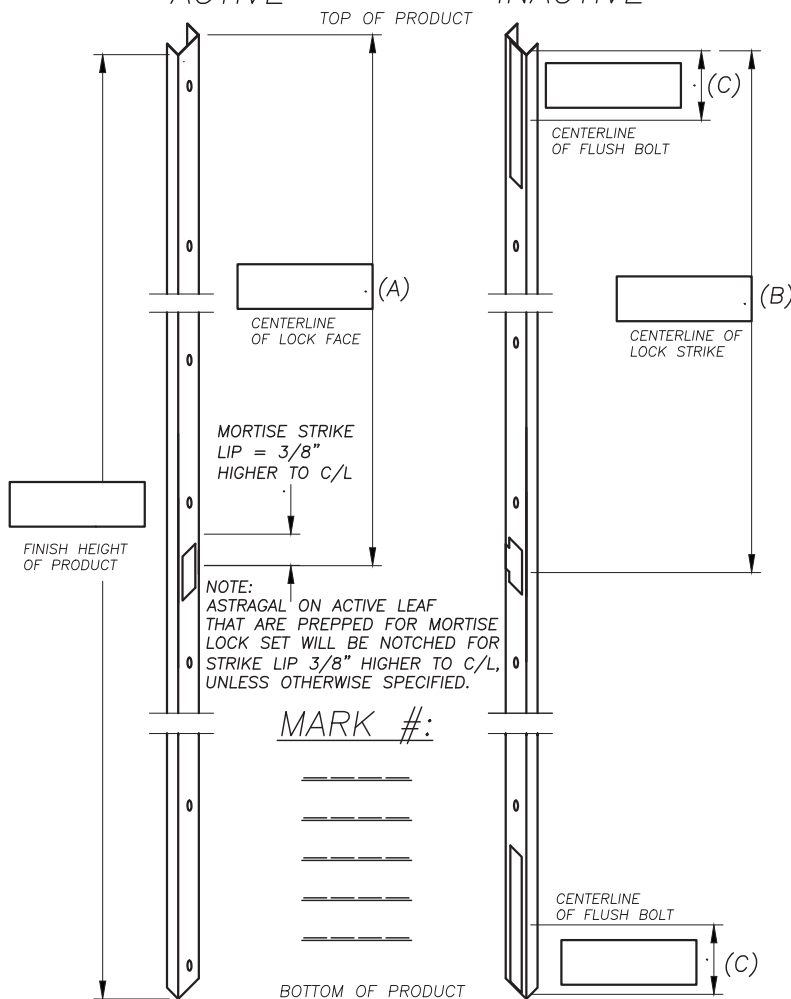 ACTIVE
INACTIVE
TOP OF PRODUCT
(C)
CENTERLINE
OF FLUSH BOLT
(A)
CENTERLINE
OF LOCK FACE
(B)
CENTERLINE OF
LOCK STRIKE
MORTISE STRIKE
LIP = 3/8"
HIGHER TO C/L
FINISH HEIGHT
OF PRODUCT
NOTE:
ASTRAGAL ON ACTIVE LEAF
THAT ARE PREPPED FOR MORTISE
LOCK SET WILL BE NOTCHED FOR
STRIKE LIP 3/8" HIGHER TO C/L,
UNLESS OTHERWISE SPECIFIED.
MARK #:
CENTERLINE
OF FLUSH BOLT
(C)
BOTTOM OF PRODUCT